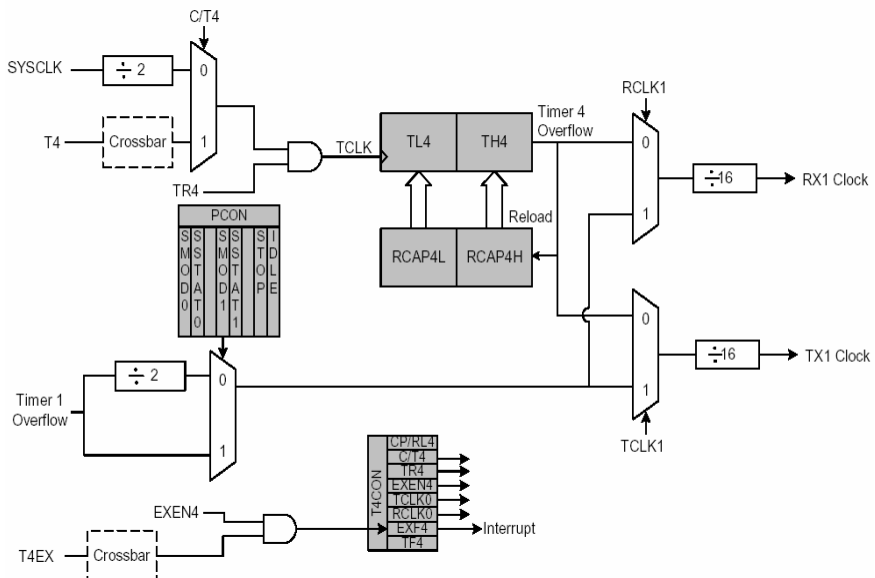 C/T4
SYSCLK
÷ 2
0
T4
Crossbar
1
TR4
TCLK
TL4
TH4
Timer 4
Overflow
RCLK1
0
1
÷16
RX1 Clock
Reload
RCAP4L
RCAP4H
PCON
SMOD0
SSTAT0
SMOD1
SSTAT1
STOP
IDLE
0
1
÷16
TX1 Clock
TCLK1
Timer 1
Overflow
÷ 2
0
1
T4CON
CP/RL4
C/T4
TR4
EXEN4
TCLK0
RCLK0
EXF4
TF4
Interrupt
EXEN4
T4EX
Crossbar